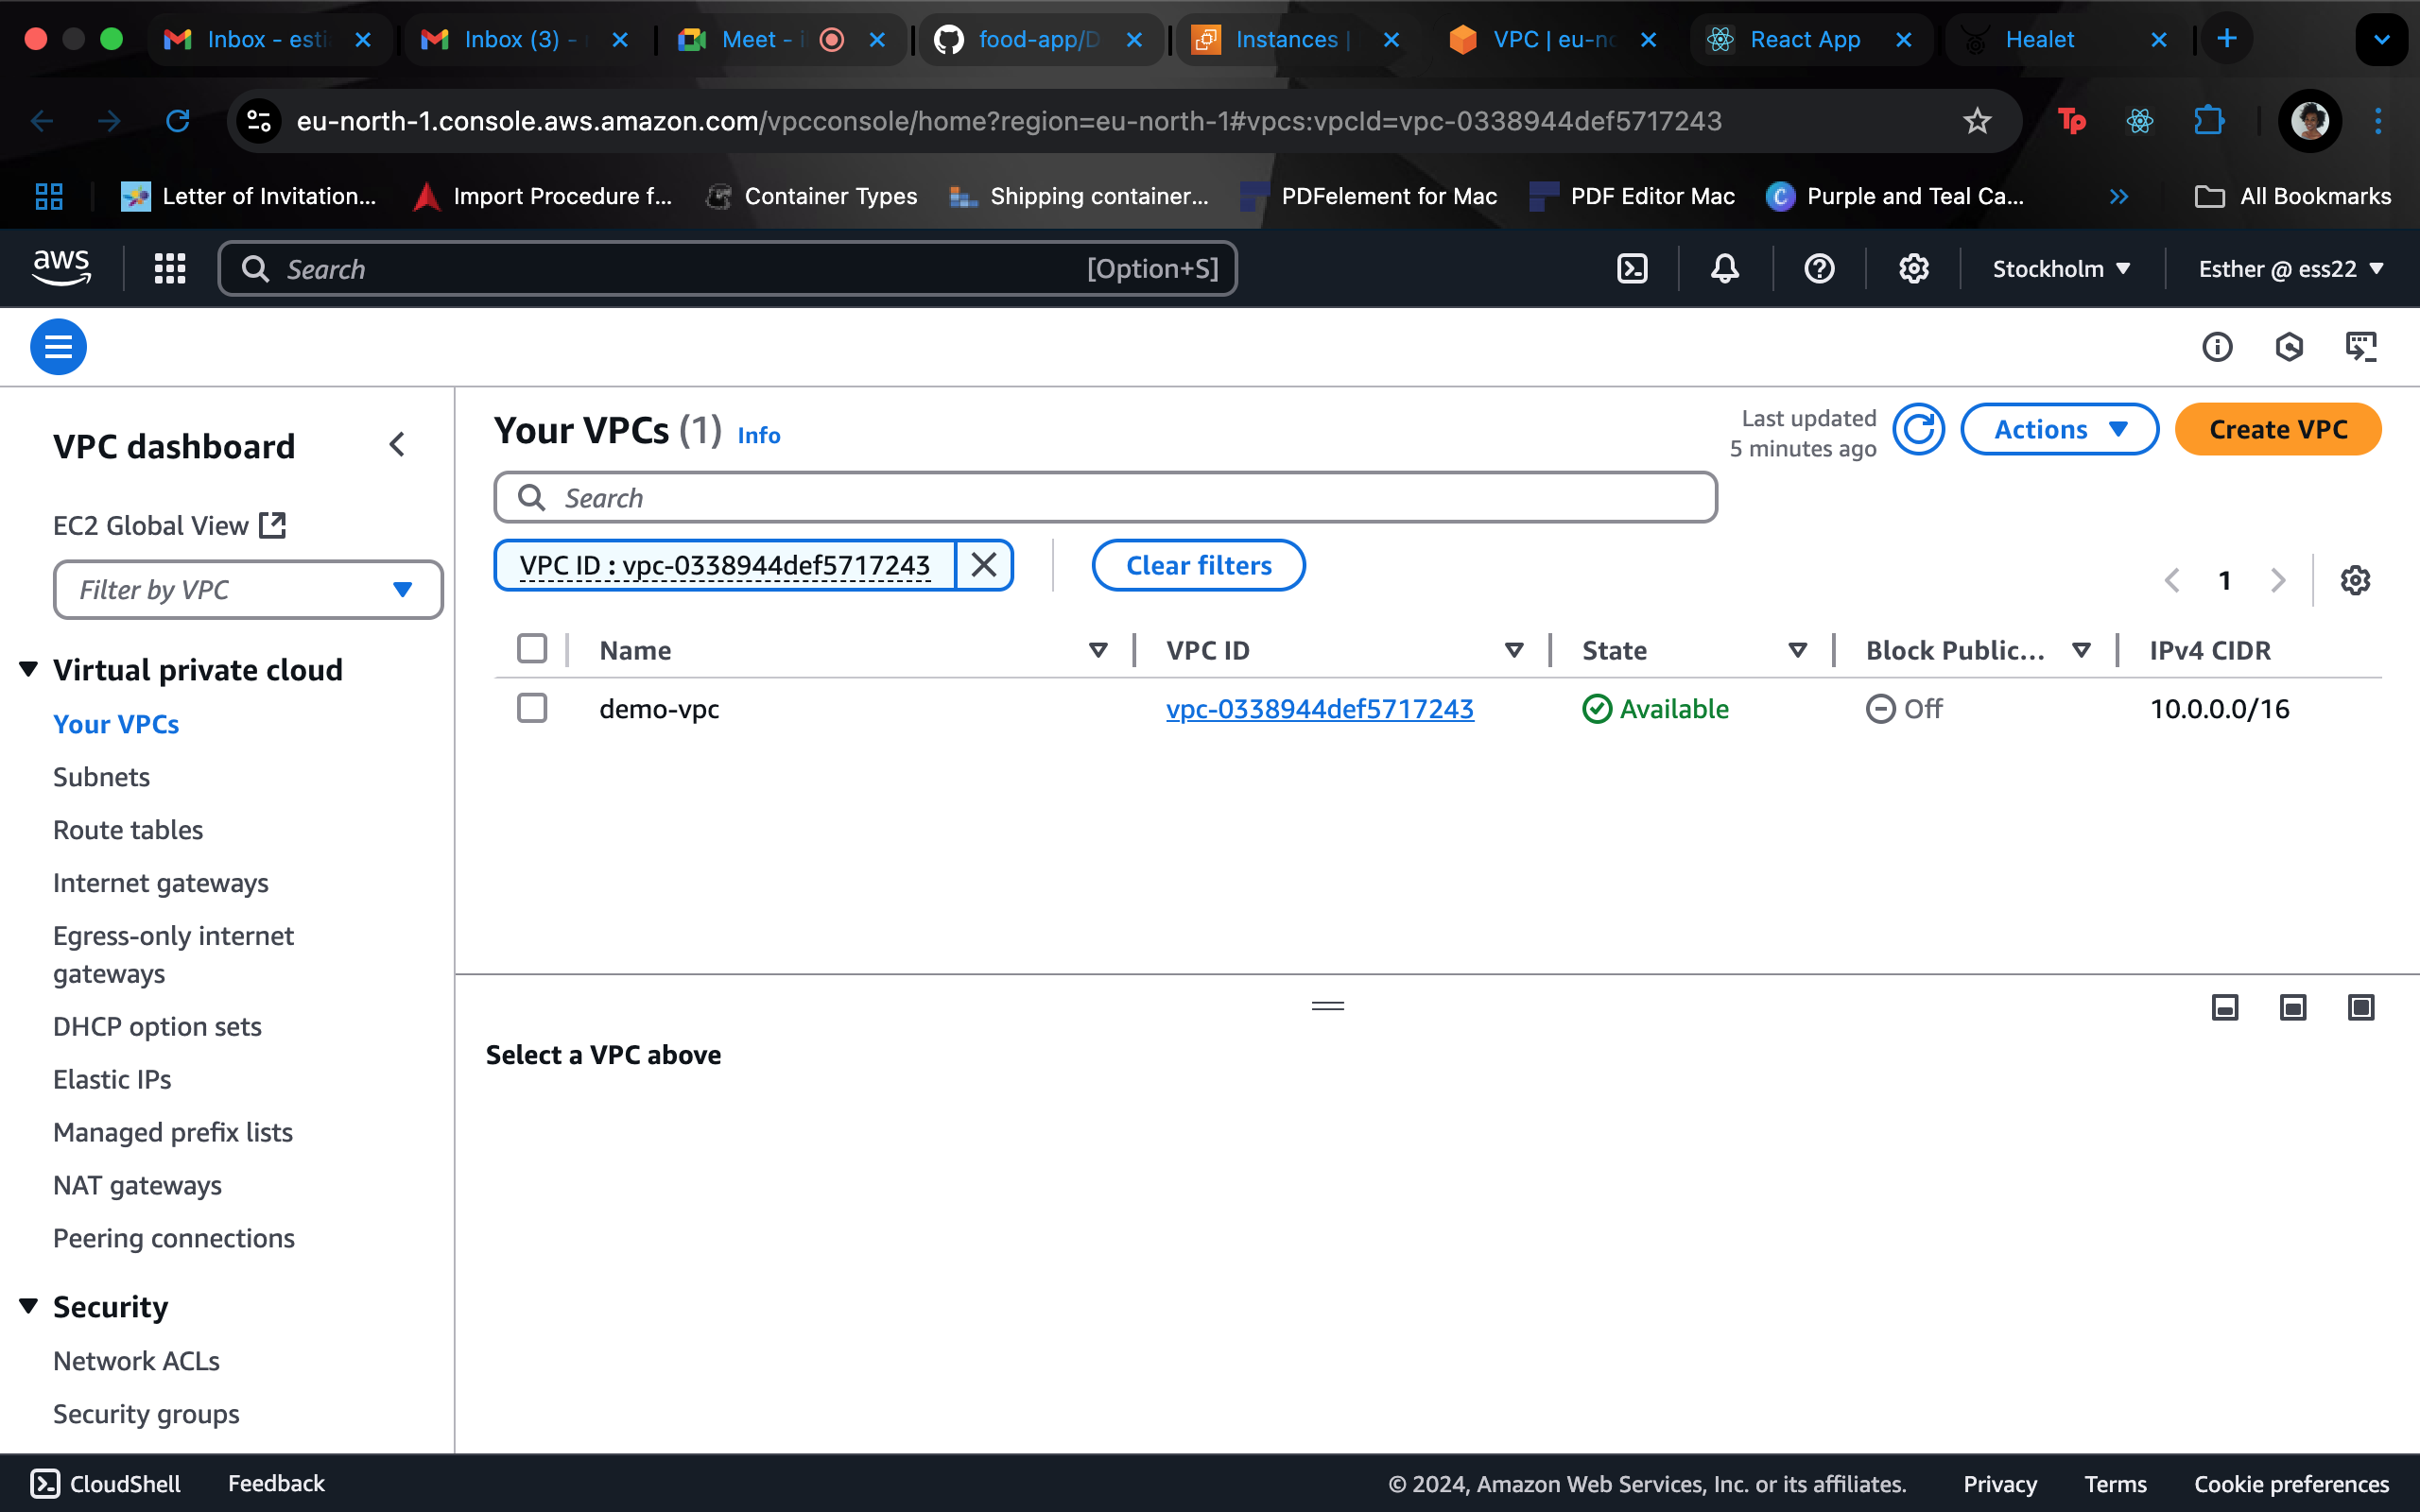 Inbox - esti
Inbox (3) -
Meet - i
food-app/D
Instances |
VPC | eu-no
React App
Healet
eu-north-1.console.aws.amazon.com/vpcconsole/home?region=eu-north-1#vpcs:vpcId=vpc-0338944def5717243
Tp
Letter of Invitation...
Import Procedure f...
Container Types
Shipping container...
PDFelement for Mac
PDF Editor Mac
C
Purple and Teal Ca...
All Bookmarks
aws
Search
[Option+S]
Stockholm
Esther @ ess22
VPC dashboard
EC2 Global View
Filter by VPC
Virtual private cloud
Your VPCs
Subnets
Route tables
Internet gateways
Egress-only internet
gateways
DHCP option sets
Elastic IPs
Managed prefix lists
NAT gateways
Peering connections
Security
Network ACLs
Security groups
Your VPCs (1) Info
Last updated
5 minutes ago
Actions
Create VPC
Search
VPC ID : vpc-0338944def5717243
Clear filters
1
Name
VPC ID
State
Block Public...
IPv4 CIDR
demo-vpc
vpc-0338944def5717243
Available
Off
10.0.0.0/16
Select a VPC above
CloudShell
Feedback
© 2024, Amazon Web Services, Inc. or its affiliates.
Privacy
Terms
Cookie preferences